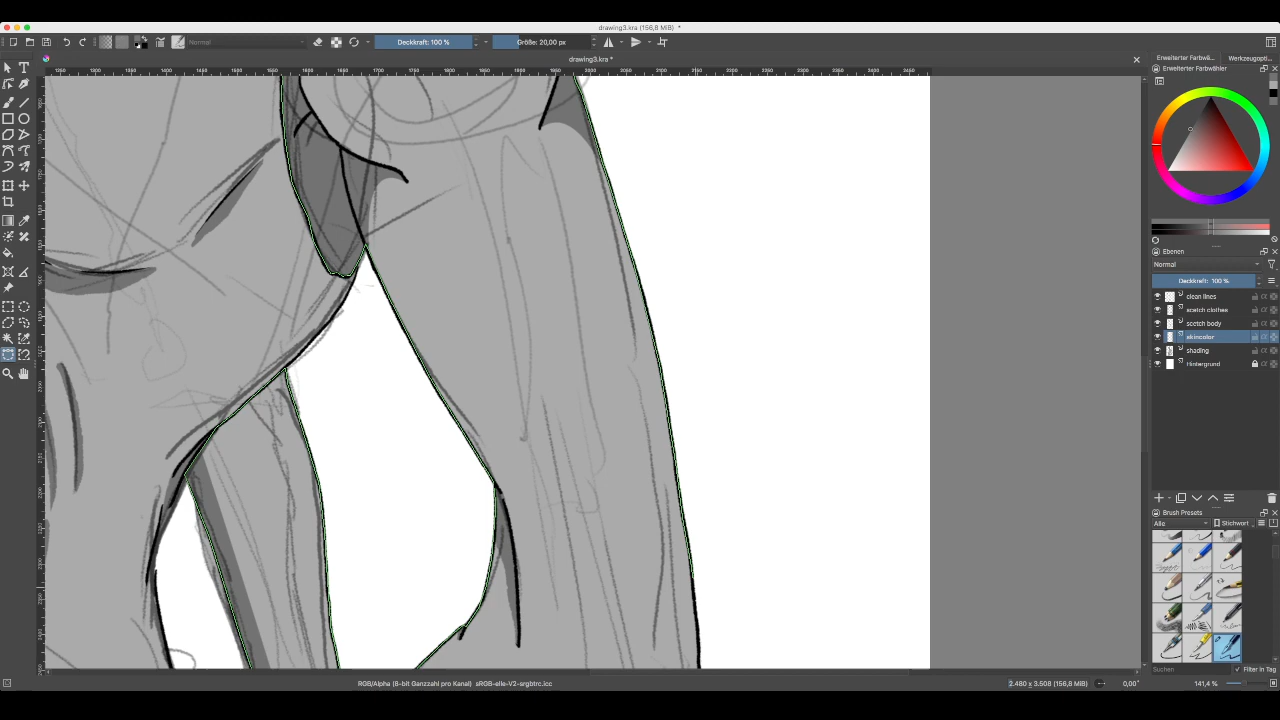 drawing3.kra (156,8 MiB) *
Normal
Deckkraft: 100 %
Größe: 20,00 px
drawing3.kra *
Erweiterter Farbwä...
Werkzeugopti...
Erweiterter Farbwähler
Ebenen
Normal
Deckkraft: 100 %
clean lines
scetch clothes
scetch body
skincolor
shading
Hintergrund
Brush Presets
Alle
Stichwort
Suchen
Filter in Tag
RGB/Alpha (8-bit Ganzzahl pro Kanal) sRGB-elle-V2-srgbtrc.icc
2.480 x 3.508 (156,8 MiB)
0,00°
141,4 %